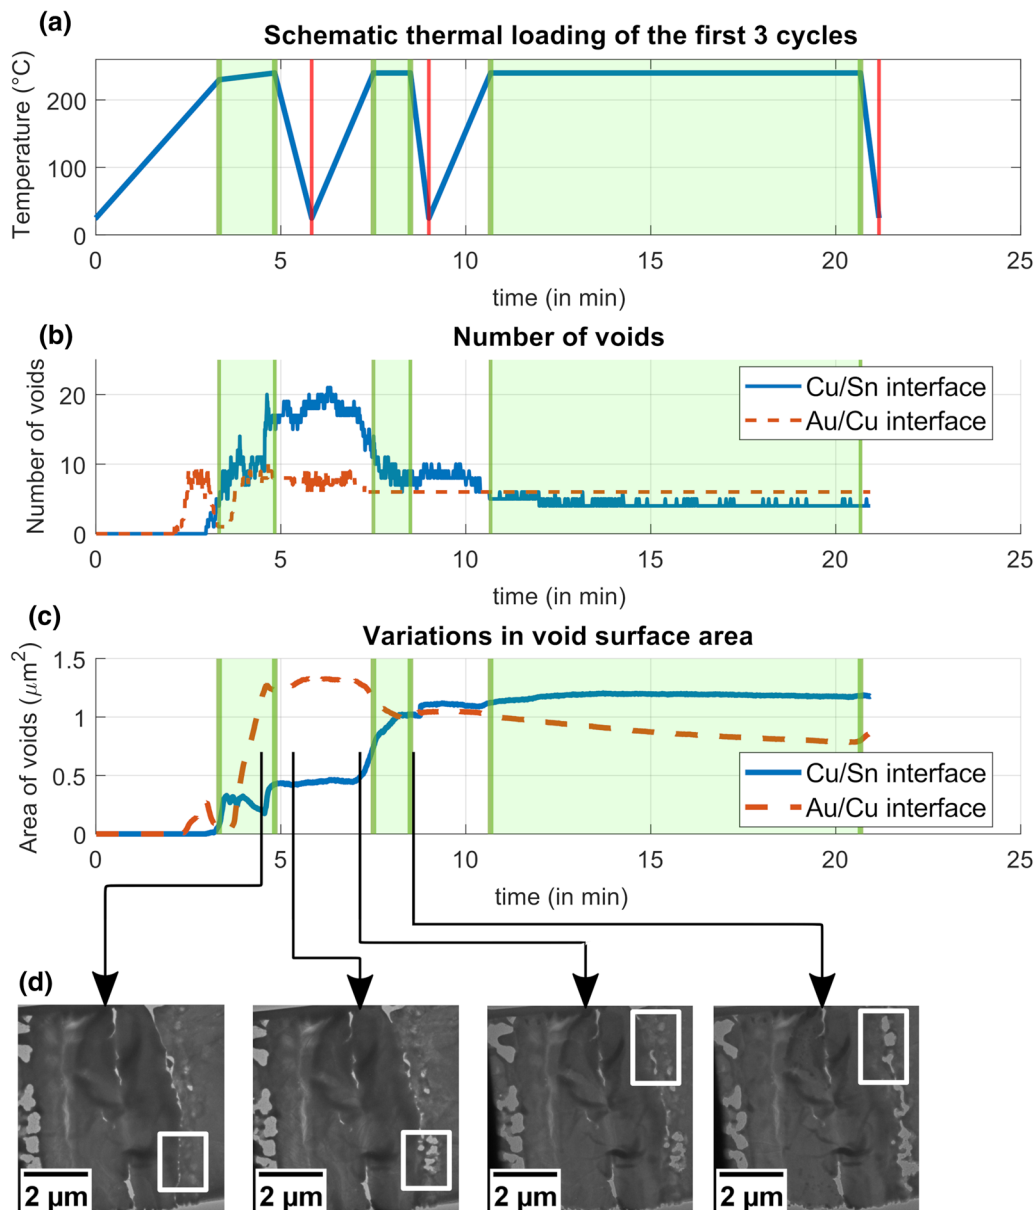 (a)
Schematic thermal loading of the first 3 cycles
Temperature (°C)
200
100
0
0 5 10 15 20 25
time (in min)
(b)
Number of voids
Number of voids
20
10
0
Cu/Sn interface
Au/Cu interface
0 5 10 15 20 25
time (in min)
(c)
Variations in void surface area
Area of voids (μm²)
1.5
1
0.5
0
Cu/Sn interface
Au/Cu interface
0 5 10 15 20 25
time (in min)
(d)
2 μm 2 μm 2 μm 2 μm